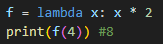 f = lambda x: x * 2
print(f(4)) #8